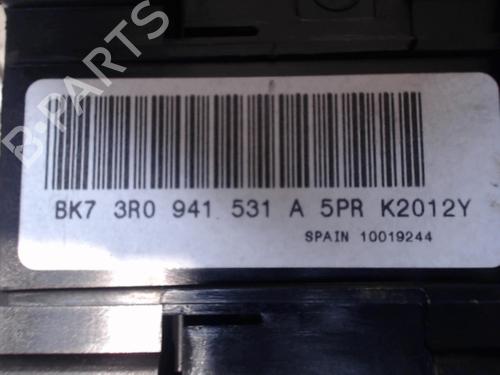 B-PARTS
BK7 3R0 941 531 A 5PR K2012Y
SPAIN 10019244